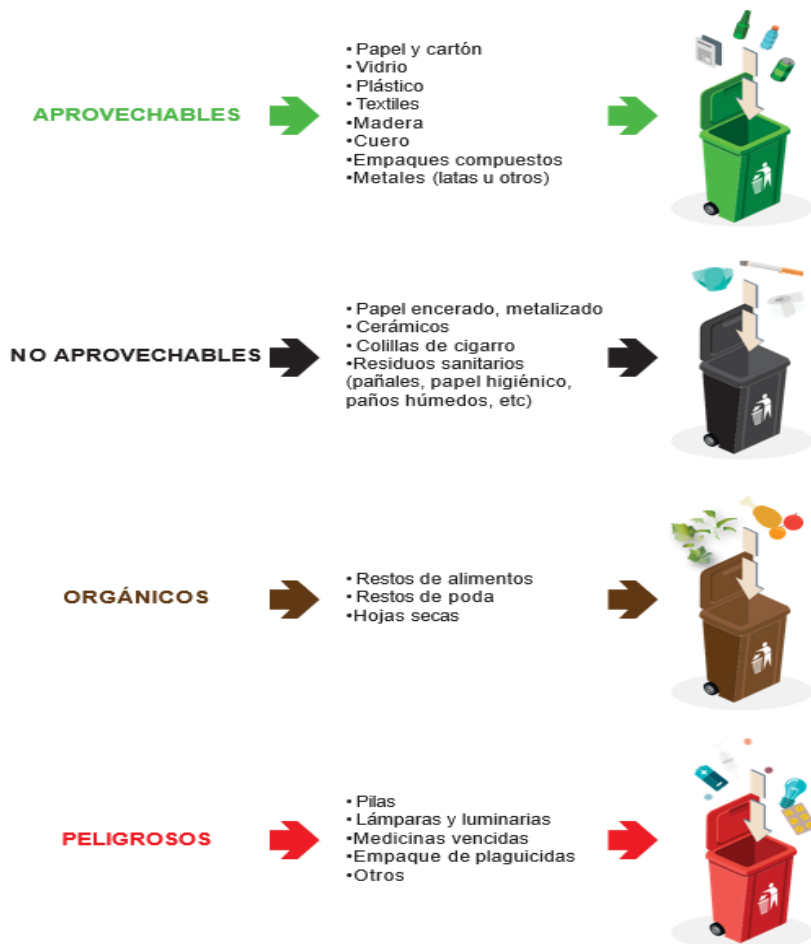 APROVECHABLES
• Papel y cartón
• Vidrio
• Plástico
• Textiles
•Madera
•Cuero
•Empaques compuestos
•Metales (latas u otros)
NO APROVECHABLES
• Papel encerado, metalizado
• Cerámicos
• Colillas de cigarro
•Residuos sanitarios
(pañales, papel higiénico,
paños húmedos, etc)
ORGÁNICOS
• Restos de alimentos
• Restos de poda
•Hojas secas
PELIGROSOS
• Pilas
• Lámparas y luminarias
•Medicinas vencidas
•Empaque de plaguicidas
•Otros